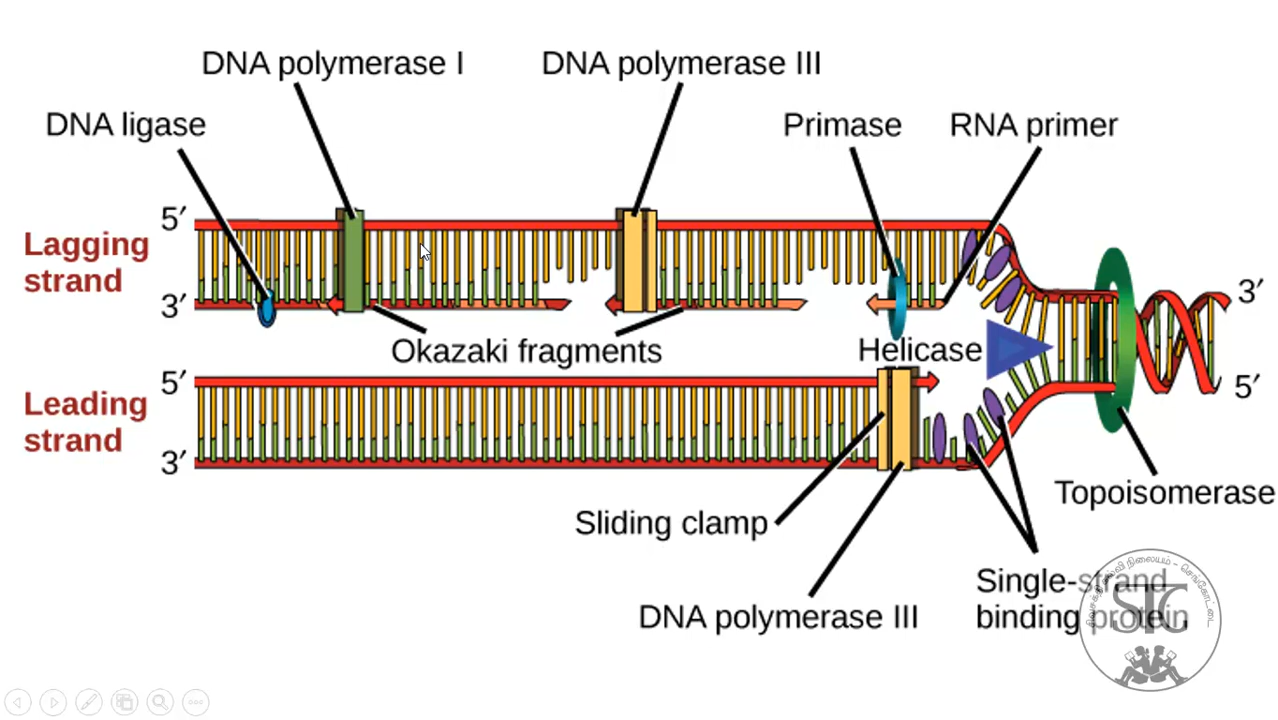 DNA polymerase I
DNA polymerase III
DNA ligase
Primase
RNA primer
5′
Lagging
strand
3′
3′
Okazaki fragments
Helicase
5′
5′
Leading
strand
3′
Topoisomerase
Sliding clamp
Single-strand
binding protein
DNA polymerase III
STC